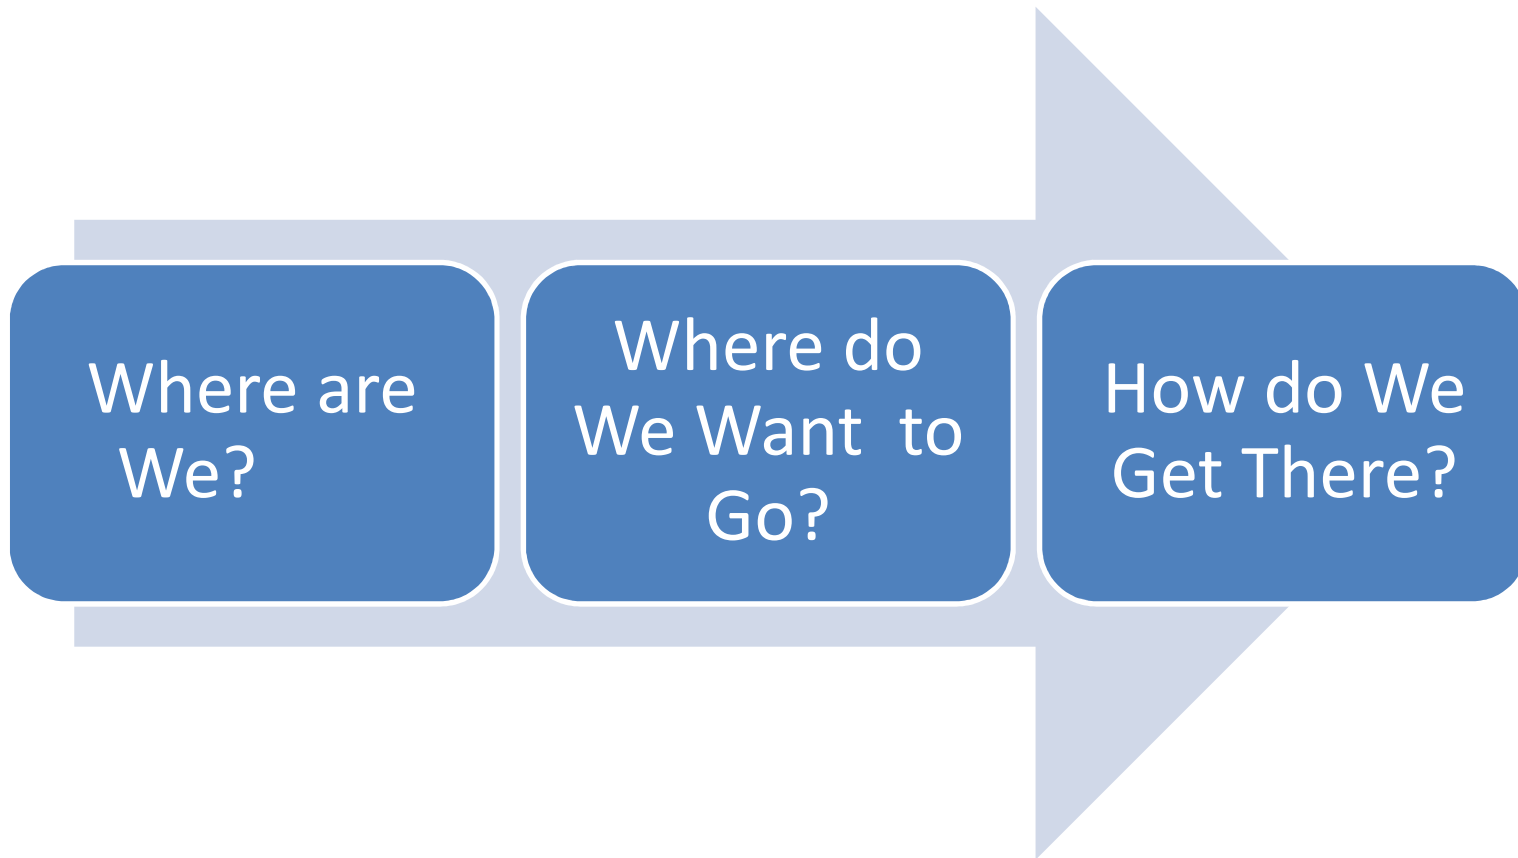 Where are
We?
Where do
We Want  to
Go?
How do We
Get There?